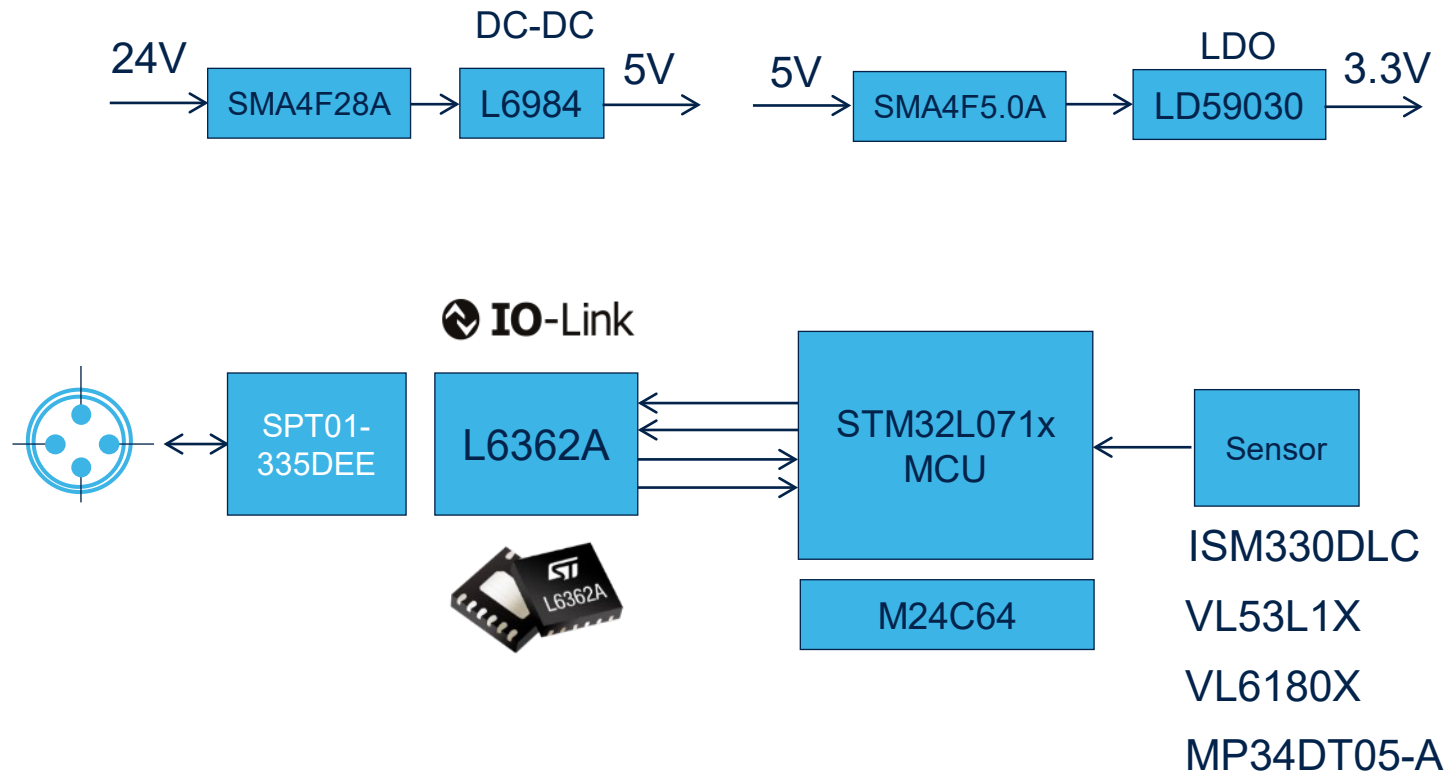 DC-DC
LDO
24V
SMA4F28A
L6984
5V
5V
SMA4F5.0A
LD59030
3.3V
IO-Link
SPT01-
335DEE
L6362A
STM32L071x
MCU
Sensor
ST
L6362A
M24C64
ISM330DLC
VL53L1X
VL6180X
MP34DT05-A